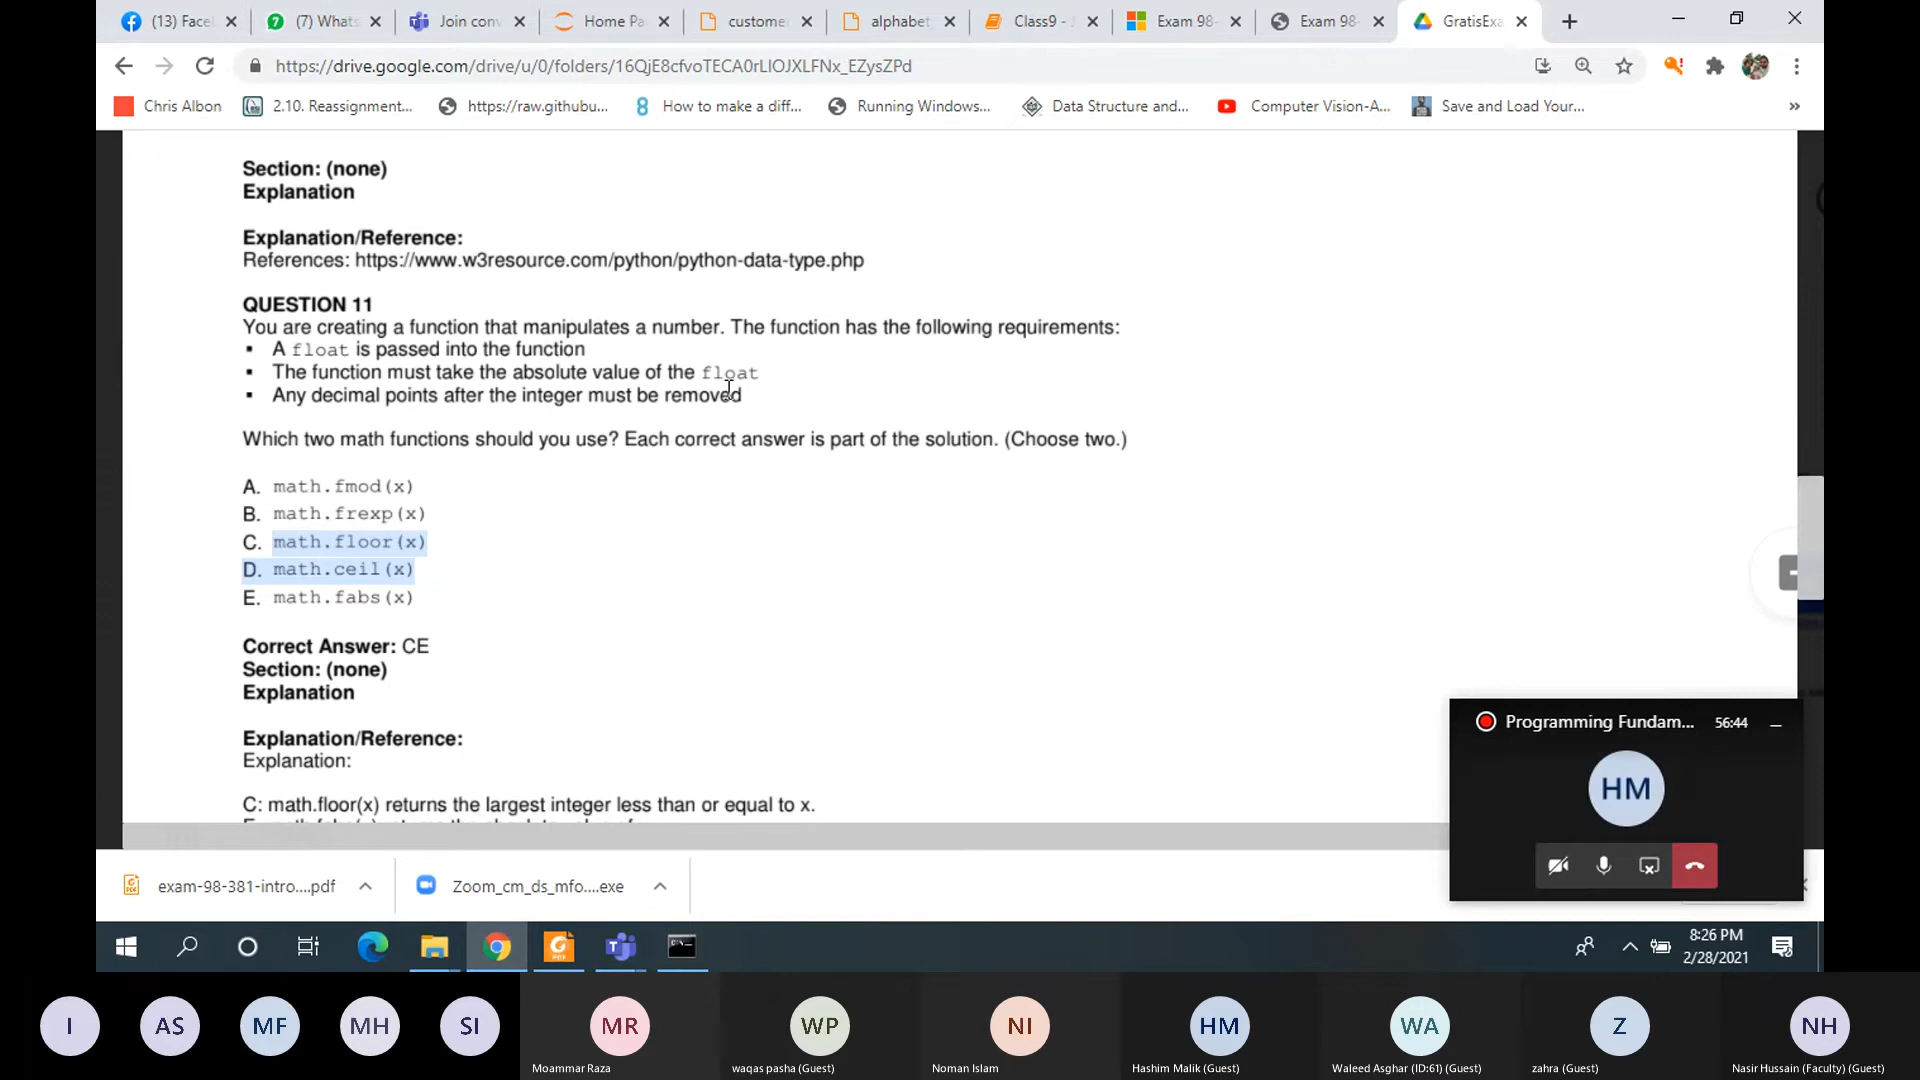 (13) Facel
(7) Whats
Join conv
Home Pa
custome
alphabet
Class9 - J
Exam 98-
Exam 98-
GratisExa
https://drive.google.com/drive/u/0/folders/16QjE8cfvoTECA0rLIOJXLFNx_EZysZPd
Chris Albon
2.10. Reassignment...
https://raw.githubu...
How to make a diff...
Running Windows...
Data Structure and...
Computer Vision-A...
Save and Load Your...
Section: (none)
Explanation
Explanation/Reference:
References: https://www.w3resource.com/python/python-data-type.php
QUESTION 11
You are creating a function that manipulates a number. The function has the following requirements:
▪ A float is passed into the function
▪ The function must take the absolute value of the float
▪ Any decimal points after the integer must be removed
Which two math functions should you use? Each correct answer is part of the solution. (Choose two.)
A. math.fmod(x)
B. math.frexp(x)
C. math.floor(x)
D. math.ceil(x)
E. math.fabs(x)
Correct Answer: CE
Section: (none)
Explanation
Explanation/Reference:
Explanation:
C: math.floor(x) returns the largest integer less than or equal to x.
Programming Fundam...
56:44
HM
exam-98-381-intro....pdf
Zoom_cm_ds_mfo....exe
8:26 PM
2/28/2021
I
AS
MF
MH
SI
MR
WP
NI
HM
WA
Z
NH
Moammar Raza
waqas pasha (Guest)
Noman Islam
Hashim Malik (Guest)
Waleed Asghar (ID:61) (Guest)
zahra (Guest)
Nasir Hussain (Faculty) (Guest)